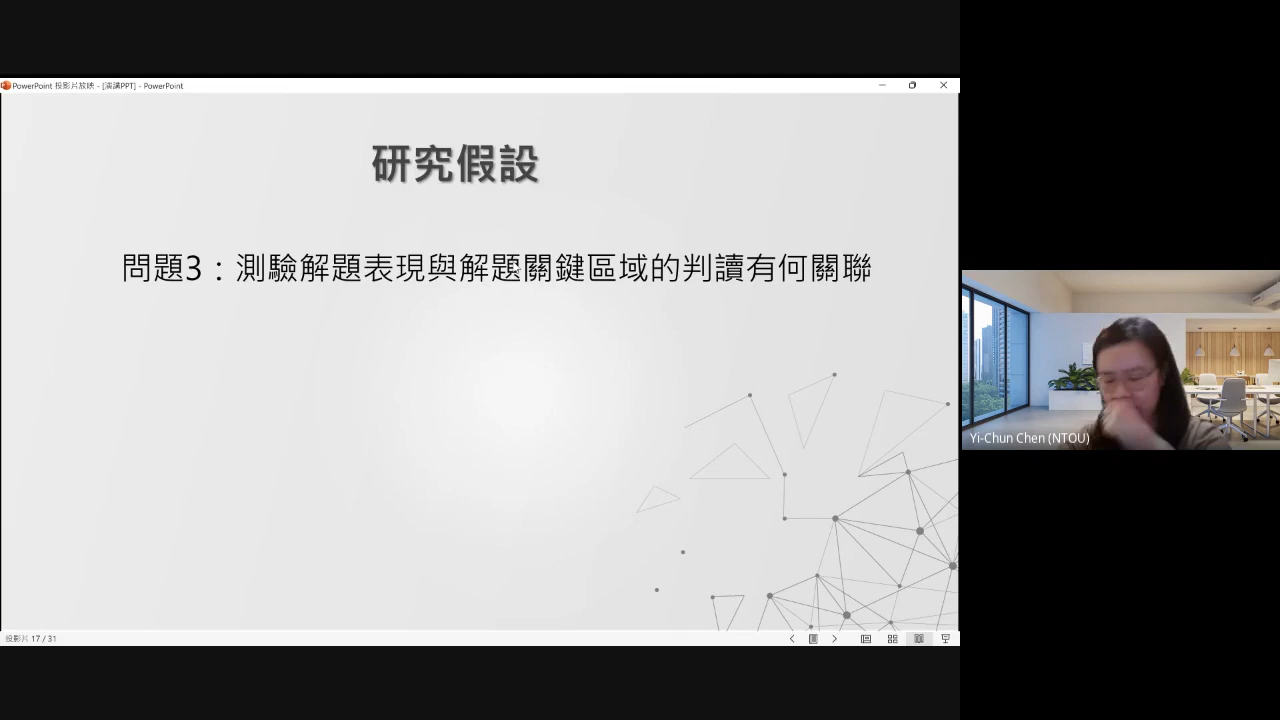 PowerPoint 投影片放映 - [演講PPT] - PowerPoint
研究假設
問題3：測驗解題表現與解題關鍵區域的判讀有何關聯
Yi-Chun Chen (NTOU)
投影片 17 / 31